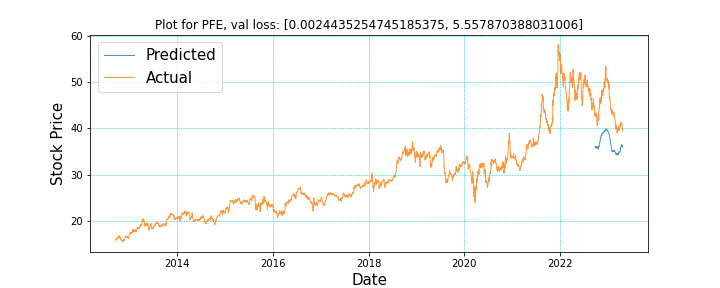 Plot for PFE, val loss: [0.0024435254745185375, 5.557870388031006]
60
50
40
30
20
Predicted
Actual
Stock Price
2014 2016 2018 2020 2022
Date